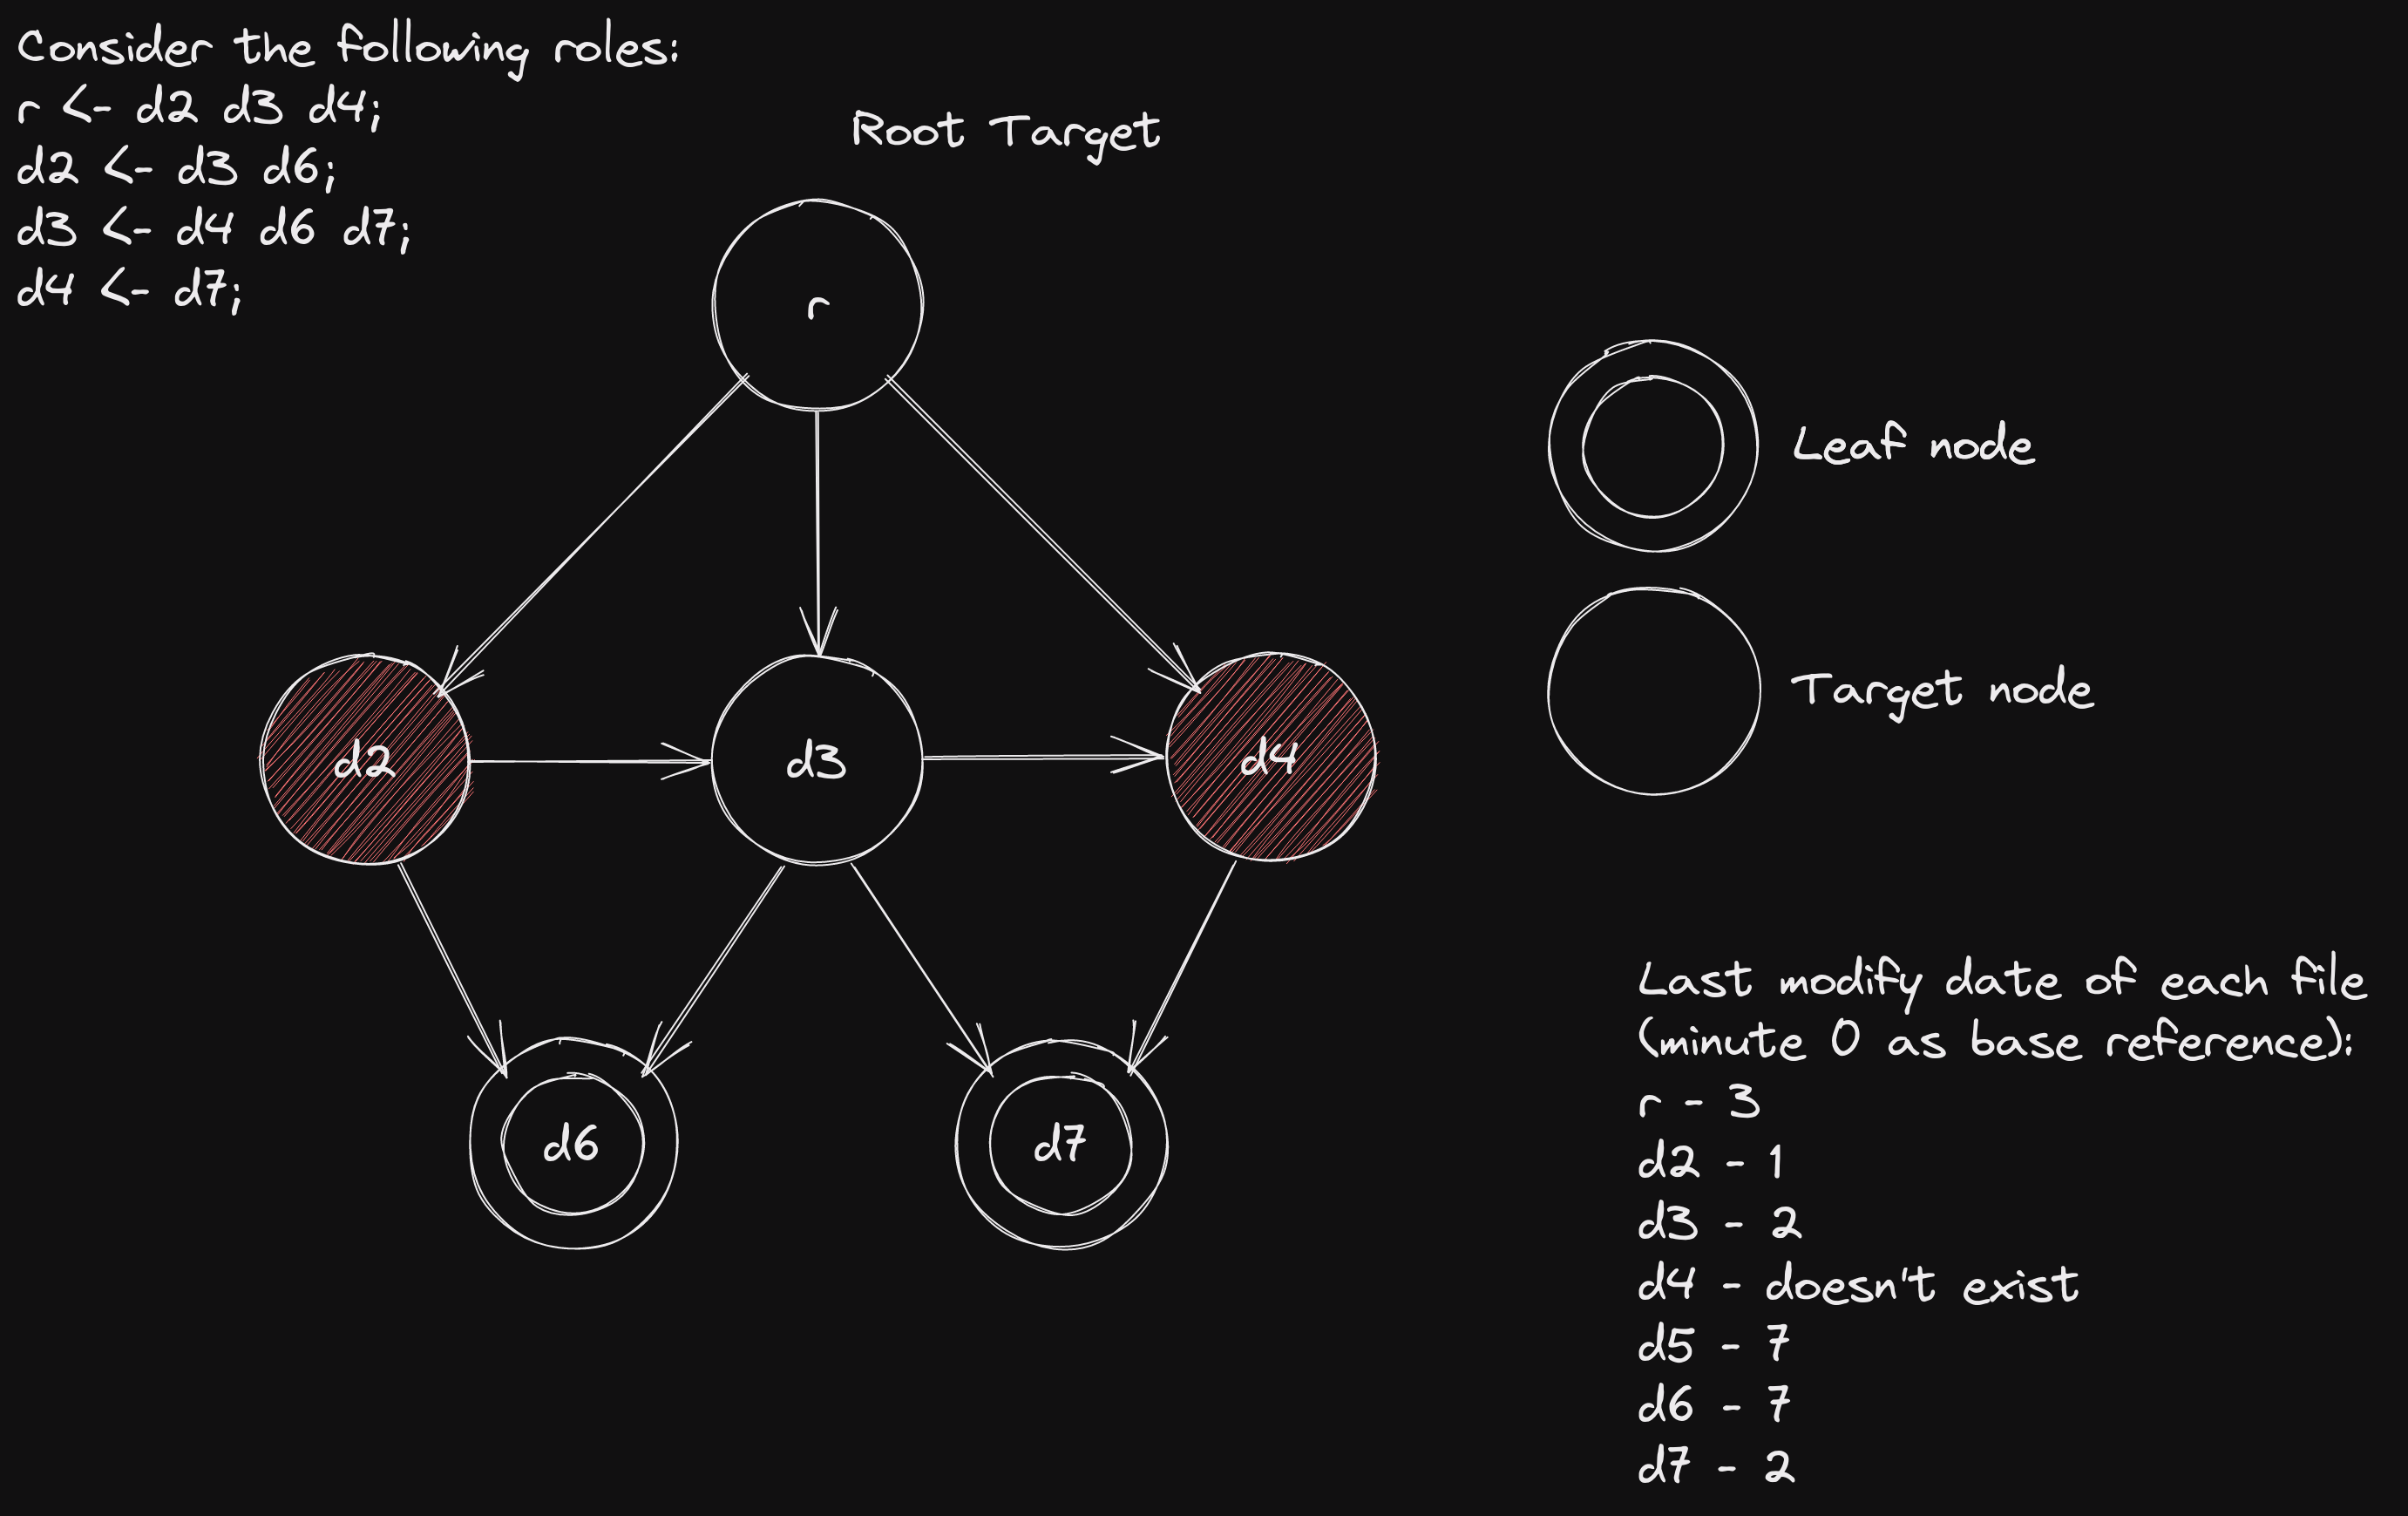 Consider the following roles:
r <- d2 d3 d4;
d2 <- d3 d6;
d3 <- d4 d6 d7;
d4 <- d7;
Root Target
r
d2
d3
d4
d6
d7
Leaf node
Target node
Last modify date of each file
(minute 0 as base reference):
r - 3
d2 - 1
d3 - 2
d4 - doesn't exist
d5 - 7
d6 - 7
d7 - 2